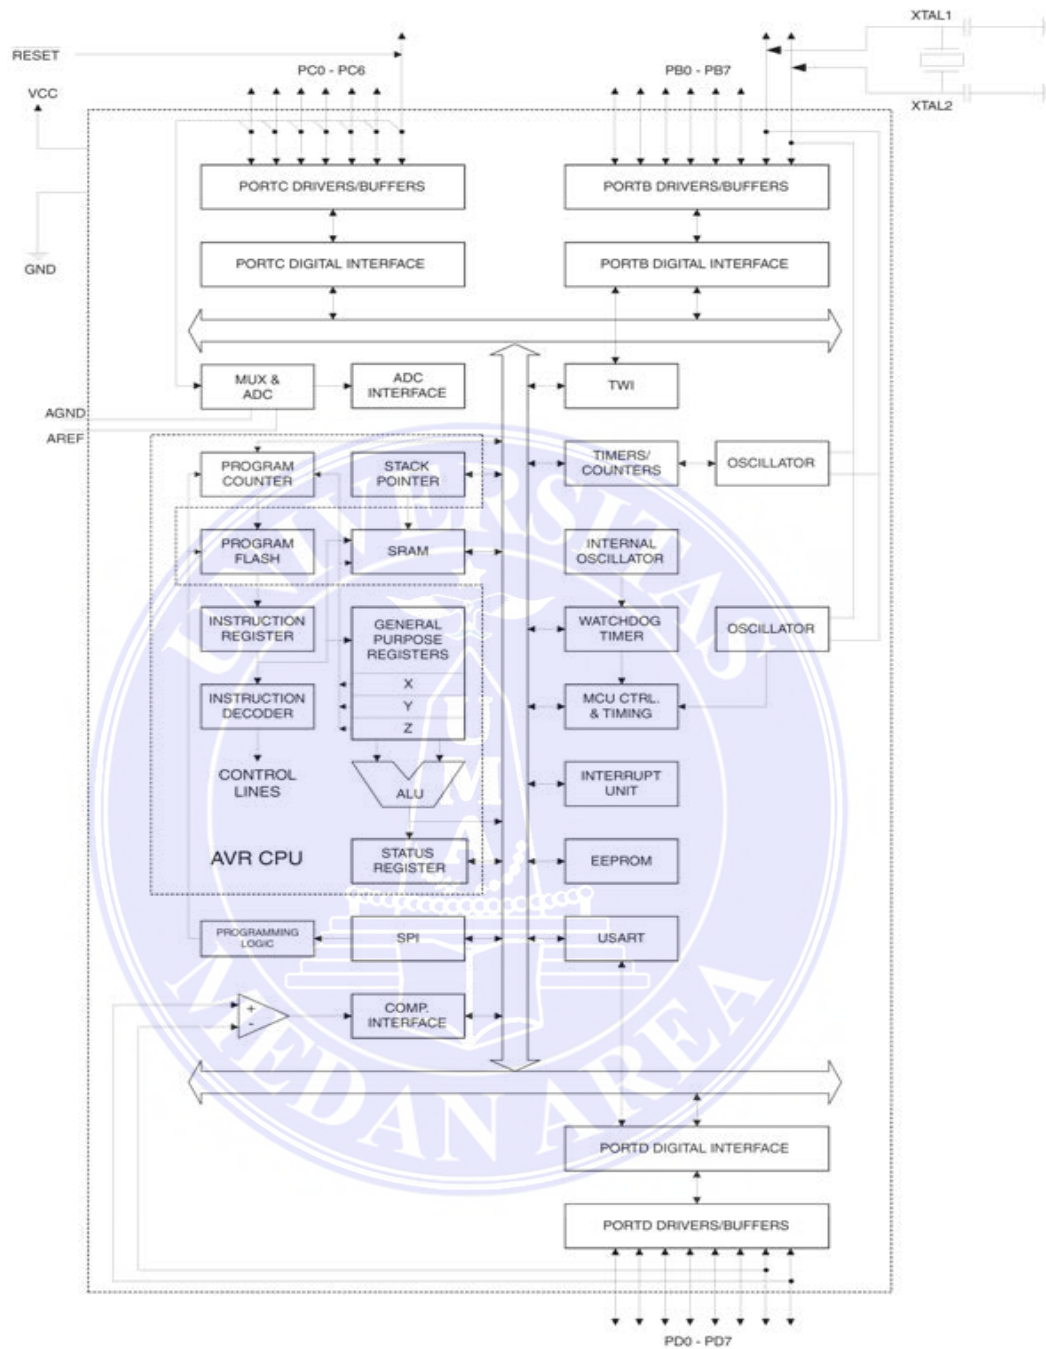 XTAL1
RESET
PC0 - PC6
PB0 - PB7
VCC
XTAL2
PORTC DRIVERS/BUFFERS
PORTB DRIVERS/BUFFERS
PORTC DIGITAL INTERFACE
PORTB DIGITAL INTERFACE
GND
MUX &
ADC
ADC
INTERFACE
TWI
AGND
AREF
PROGRAM
COUNTER
STACK
POINTER
TIMERS/
COUNTERS
OSCILLATOR
PROGRAM
FLASH
SRAM
INTERNAL
OSCILLATOR
INSTRUCTION
REGISTER
GENERAL
PURPOSE
REGISTERS
WATCHDOG
TIMER
OSCILLATOR
X
INSTRUCTION
DECODER
Y
MCU CTRL.
& TIMING
Z
CONTROL
LINES
ALU
INTERRUPT
UNIT
AVR CPU
STATUS
REGISTER
EEPROM
PROGRAMMING
LOGIC
SPI
USART
+
-
COMP.
INTERFACE
PORTD DIGITAL INTERFACE
PORTD DRIVERS/BUFFERS
PD0 - PD7
UNIVERSITAS
UMA
MEDAN AREA